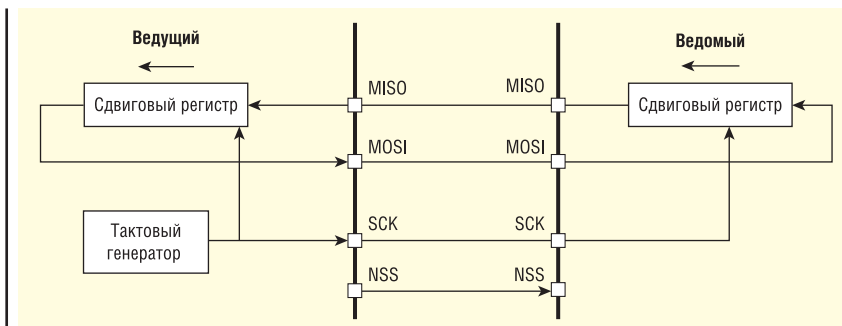 Ведущий
Ведомый
MISO
MISO
Сдвиговый регистр
Сдвиговый регистр
MOSI
MOSI
Тактовый
генератор
SCK
SCK
NSS
NSS